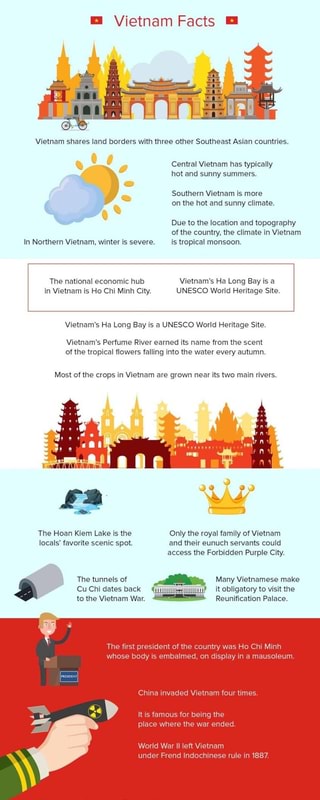 Vietnam Facts
Vietnam shares land borders with three other Southeast Asian countries.
Central Vietnam has typically
hot and sunny summers.
Southern Vietnam is more
on the hot and sunny climate.
Due to the location and topography
of the country, the climate in Vietnam
is tropical monsoon.
In Northern Vietnam, winter is severe.
The national economic hub
in Vietnam is Ho Chi Minh City.
Vietnam's Ha Long Bay is a
UNESCO World Heritage Site.
Vietnam's Ha Long Bay is a UNESCO World Heritage Site.
Vietnam's Perfume River earned its name from the scent
of the tropical flowers falling into the water every autumn.
Most of the crops in Vietnam are grown near its two main rivers.
The Hoan Kiem Lake is the
locals' favorite scenic spot.
Only the royal family of Vietnam
and their eunuch servants could
access the Forbidden Purple City.
The tunnels of
Cu Chi dates back
to the Vietnam War.
Many Vietnamese make
it obligatory to visit the
Reunification Palace.
The first president of the country was Ho Chi Minh
whose body is embalmed, on display in a mausoleum.
China invaded Vietnam four times.
It is famous for being the
place where the war ended.
World War II left Vietnam
under Frend Indochinese rule in 1887.